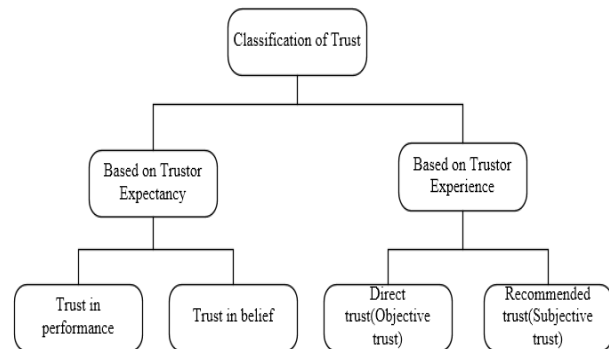 Classification of Trust
Based on Trustor
Expectancy
Based on Trustor
Experience
Trust in
performance
Trust in belief
Direct
trust(Objective
trust)
Recommended
trust(Subjective
trust)